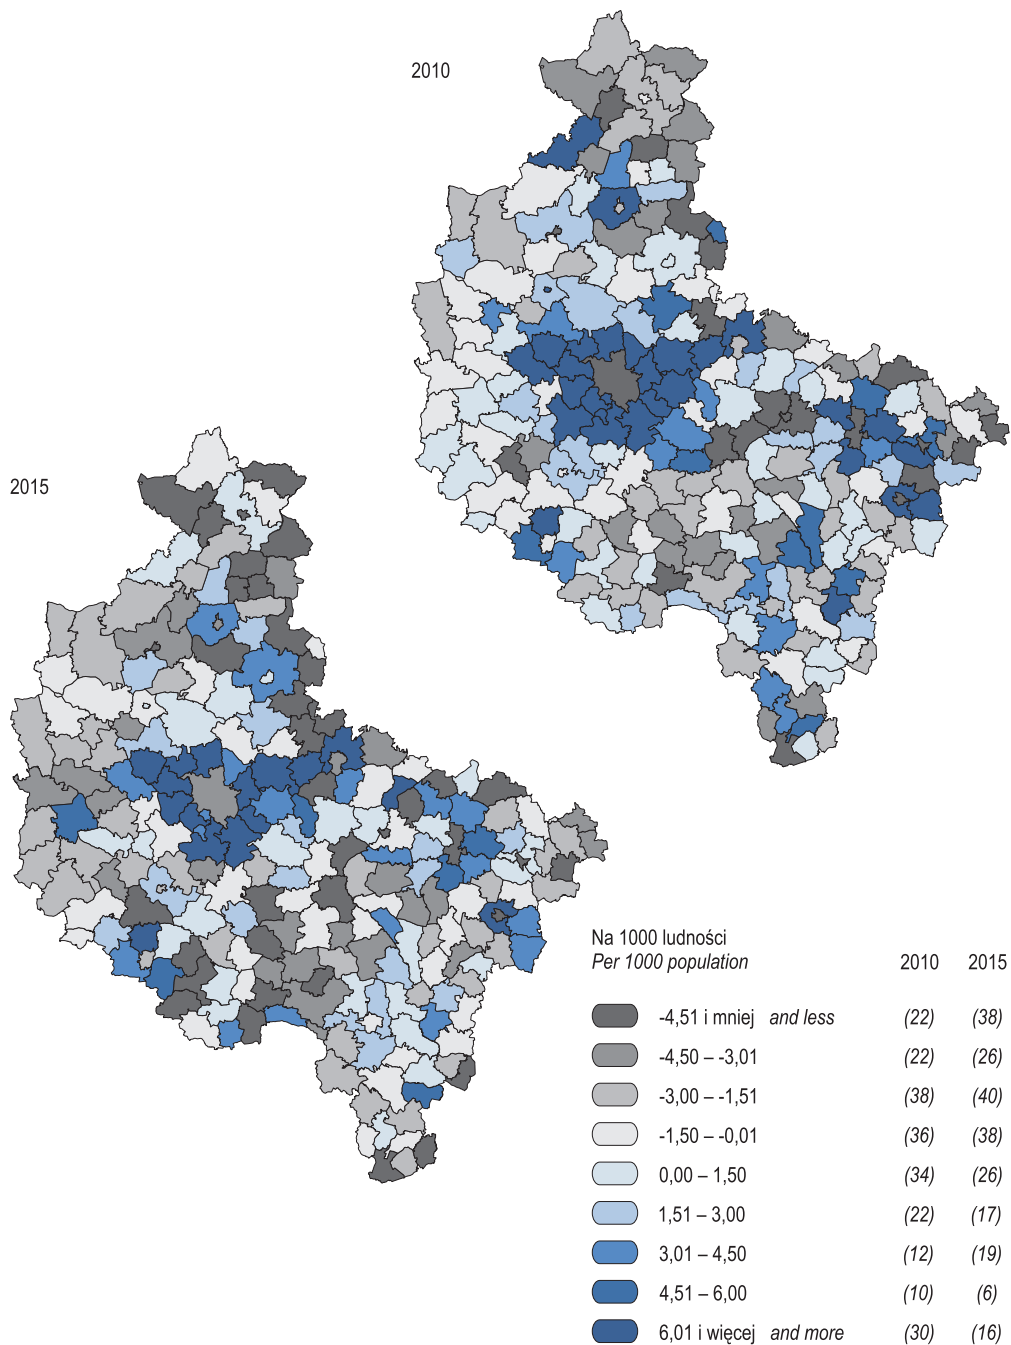 2010
2015
Na 1000 ludności
Per 1000 population 2010 2015
-4,51 i mniej and less (22) (38)
-4,50 – -3,01 (22) (26)
-3,00 – -1,51 (38) (40)
-1,50 – -0,01 (36) (38)
0,00 – 1,50 (34) (26)
1,51 – 3,00 (22) (17)
3,01 – 4,50 (12) (19)
4,51 – 6,00 (10) (6)
6,01 i więcej and more (30) (16)